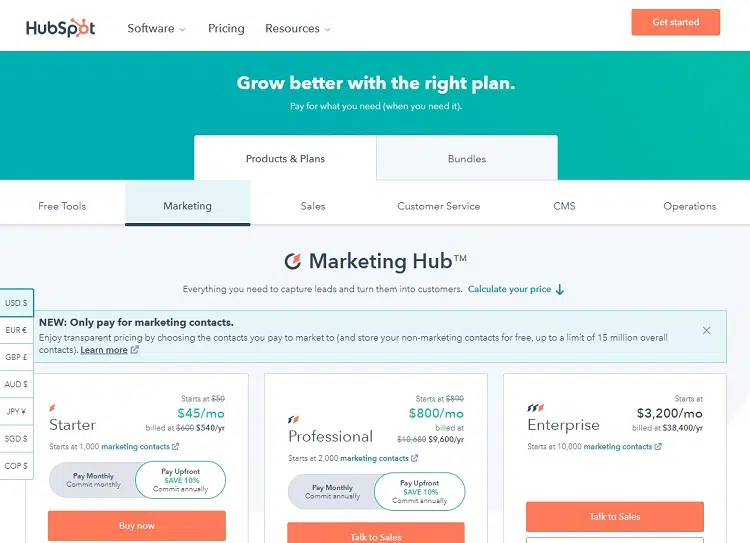 HubSpot
Software
Pricing
Resources
Get started
Grow better with the right plan.
Pay for what you need (when you need it).
Products & Plans
Bundles
Free Tools
Marketing
Sales
Customer Service
CMS
Operations
Marketing Hub™
Everything you need to capture leads and turn them into customers. Calculate your price
USD $
EUR €
GBP £
AUD $
JPY ¥
SGD $
COP $
NEW: Only pay for marketing contacts.
Enjoy transparent pricing by choosing the contacts you pay to market to (and store your non-marketing contacts for free, up to a limit of 15 million overall
contacts). Learn more
Starter
Starts at $50
$45/mo
billed at $600 $540/yr
Starts at 1,000 marketing contacts
Pay Monthly
Commit monthly
Pay Upfront
SAVE 10%
Commit annually
Buy now
Professional
Starts at $890
$800/mo
billed at
$10,680 $9,600/yr
Starts at 2,000 marketing contacts
Pay Monthly
Commit annually
Pay Upfront
SAVE 10%
Commit annually
Talk to Sales
Enterprise
Starts at
$3,200/mo
billed at $38,400/yr
Starts at 10,000 marketing contacts
Talk to Sales